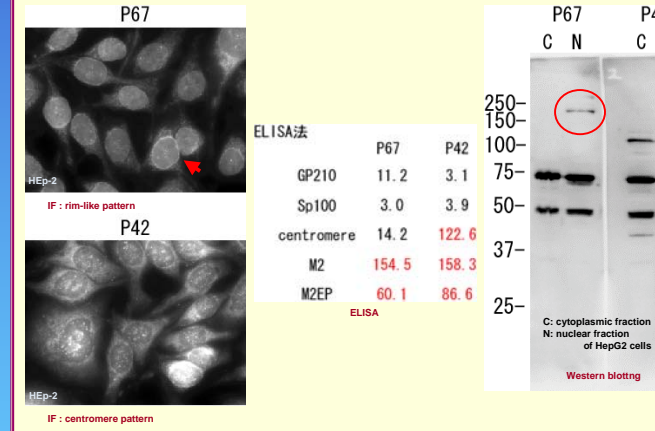 P67
HEp-2
IF : rim-like pattern
P42
HEp-2
IF : centromere pattern
ELISA法
P67 P42
GP210 11.2 3.1
Sp100 3.0 3.9
centromere 14.2 122.6
M2 154.5 158.3
M2EP 60.1 86.6
ELISA
P67 P4
C N C
250-
150-
100-
75-
50-
37-
25-
C: cytoplasmic fraction
N: nuclear fraction
of HepG2 cells
Western blottng